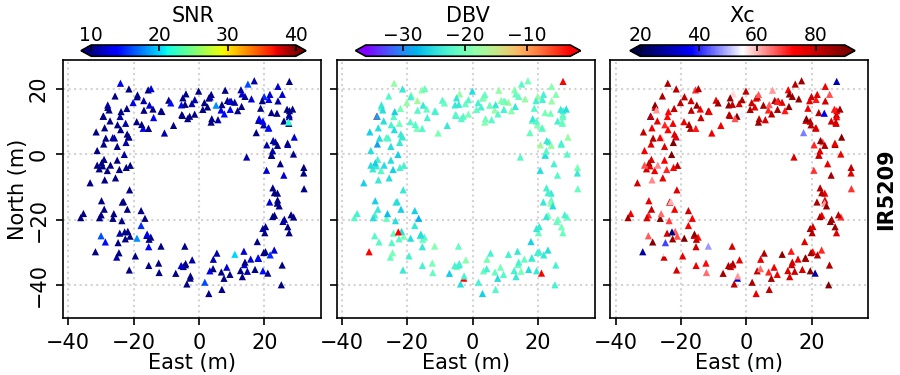 SNR DBV Xc
10 20 30 40 −30 −20 −10 20 40 60 80
20
0
−20
−40
North (m)
IR5209
−40 −20 0 20 −40 −20 0 20 −40 −20 0 20
East (m) East (m) East (m)